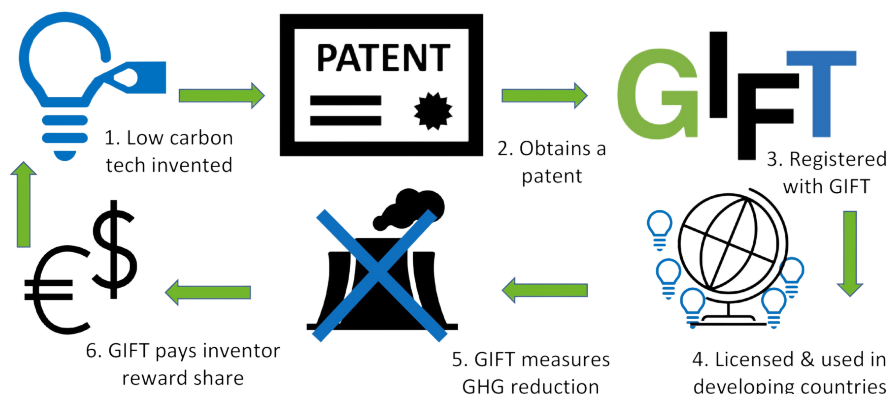 PATENT
GIFT
1. Low carbon
tech invented
2. Obtains a
patent
3. Registered
with GIFT
€$
6. GIFT pays inventor
reward share
5. GIFT measures
GHG reduction
4. Licensed & used in
developing countries